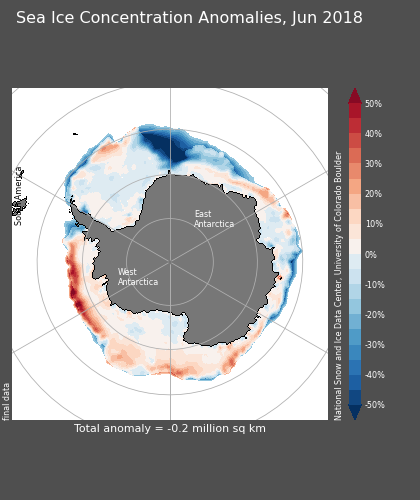 Sea Ice Concentration Anomalies, Jun 2018
South America
East
Antarctica
West
Antarctica
50%
40%
30%
20%
10%
0%
-10%
-20%
-30%
-40%
-50%
National Snow and Ice Data Center, University of Colorado Boulder
final data
Total anomaly = -0.2 million sq km